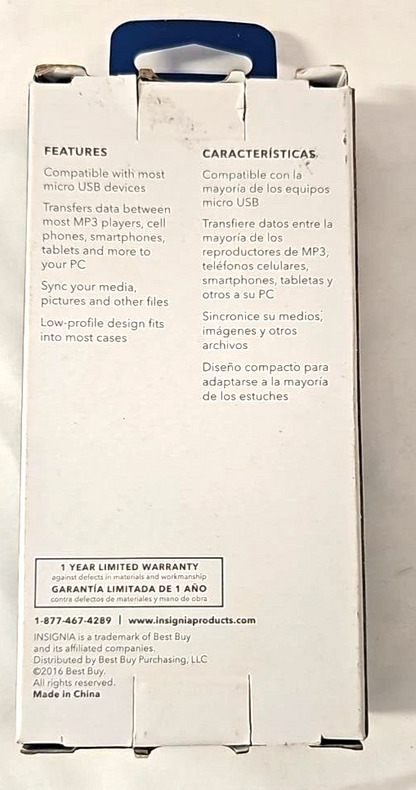 FEATURES
Compatible with most
micro USB devices
Transfers data between
most MP3 players, cell
phones, smartphones,
tablets and more to
your PC
Sync your media,
pictures and other files
Low-profile design fits
into most cases
CARACTERÍSTICAS
Compatible con la
mayoría de los equipos
micro USB
Transfiere datos entre la
mayoría de los
reproductores de MP3,
teléfonos celulares,
smartphones, tabletas y
otros a su PC
Sincronice su medios,
imágenes y otros
archivos
Diseño compacto para
adaptarse a la mayoría
de los estuches
1 YEAR LIMITED WARRANTY
against defects in materials and workmanship
GARANTÍA LIMITADA DE 1 AÑO
contra defectos de materiales y mano de obra
1-877-467-4289 | www.insigniaproducts.com
INSIGNIA is a trademark of Best Buy
and its affiliated companies.
Distributed by Best Buy Purchasing, LLC
©2016 Best Buy.
All rights reserved.
Made in China